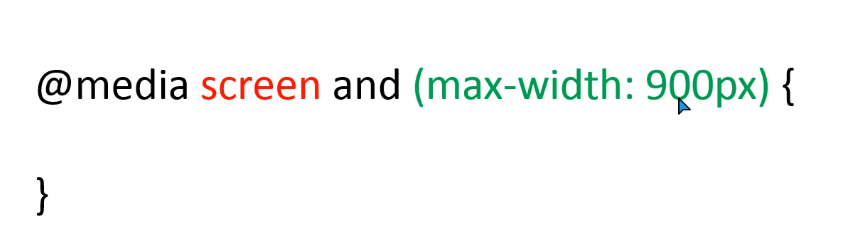 @media screen and (max-width: 900px) {
}